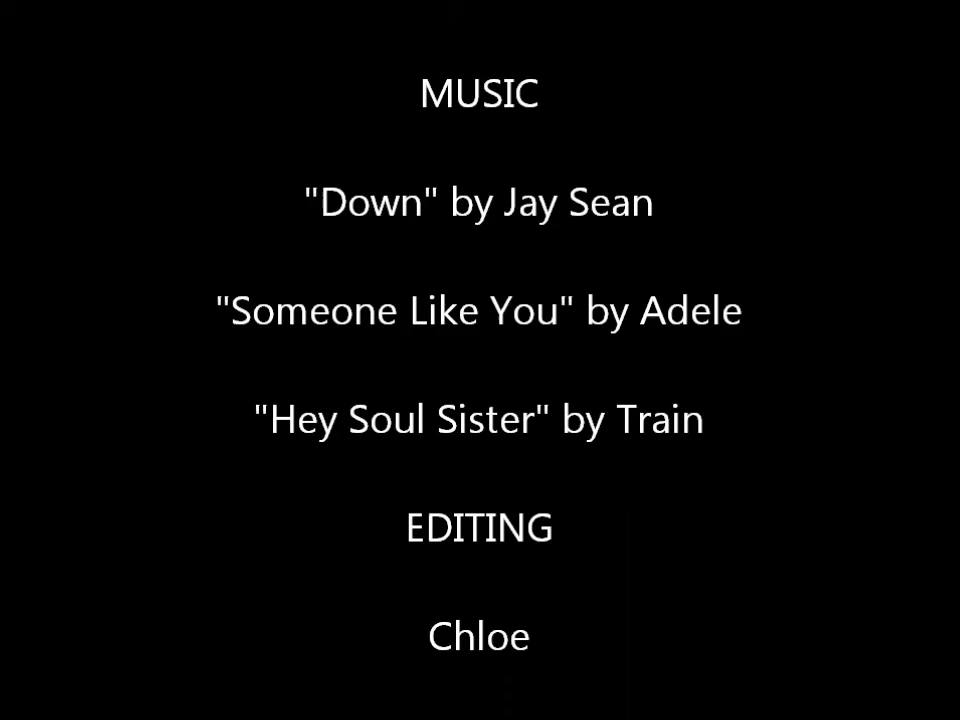 MUSIC
"Down" by Jay Sean
"Someone Like You" by Adele
"Hey Soul Sister" by Train
EDITING
Chloe